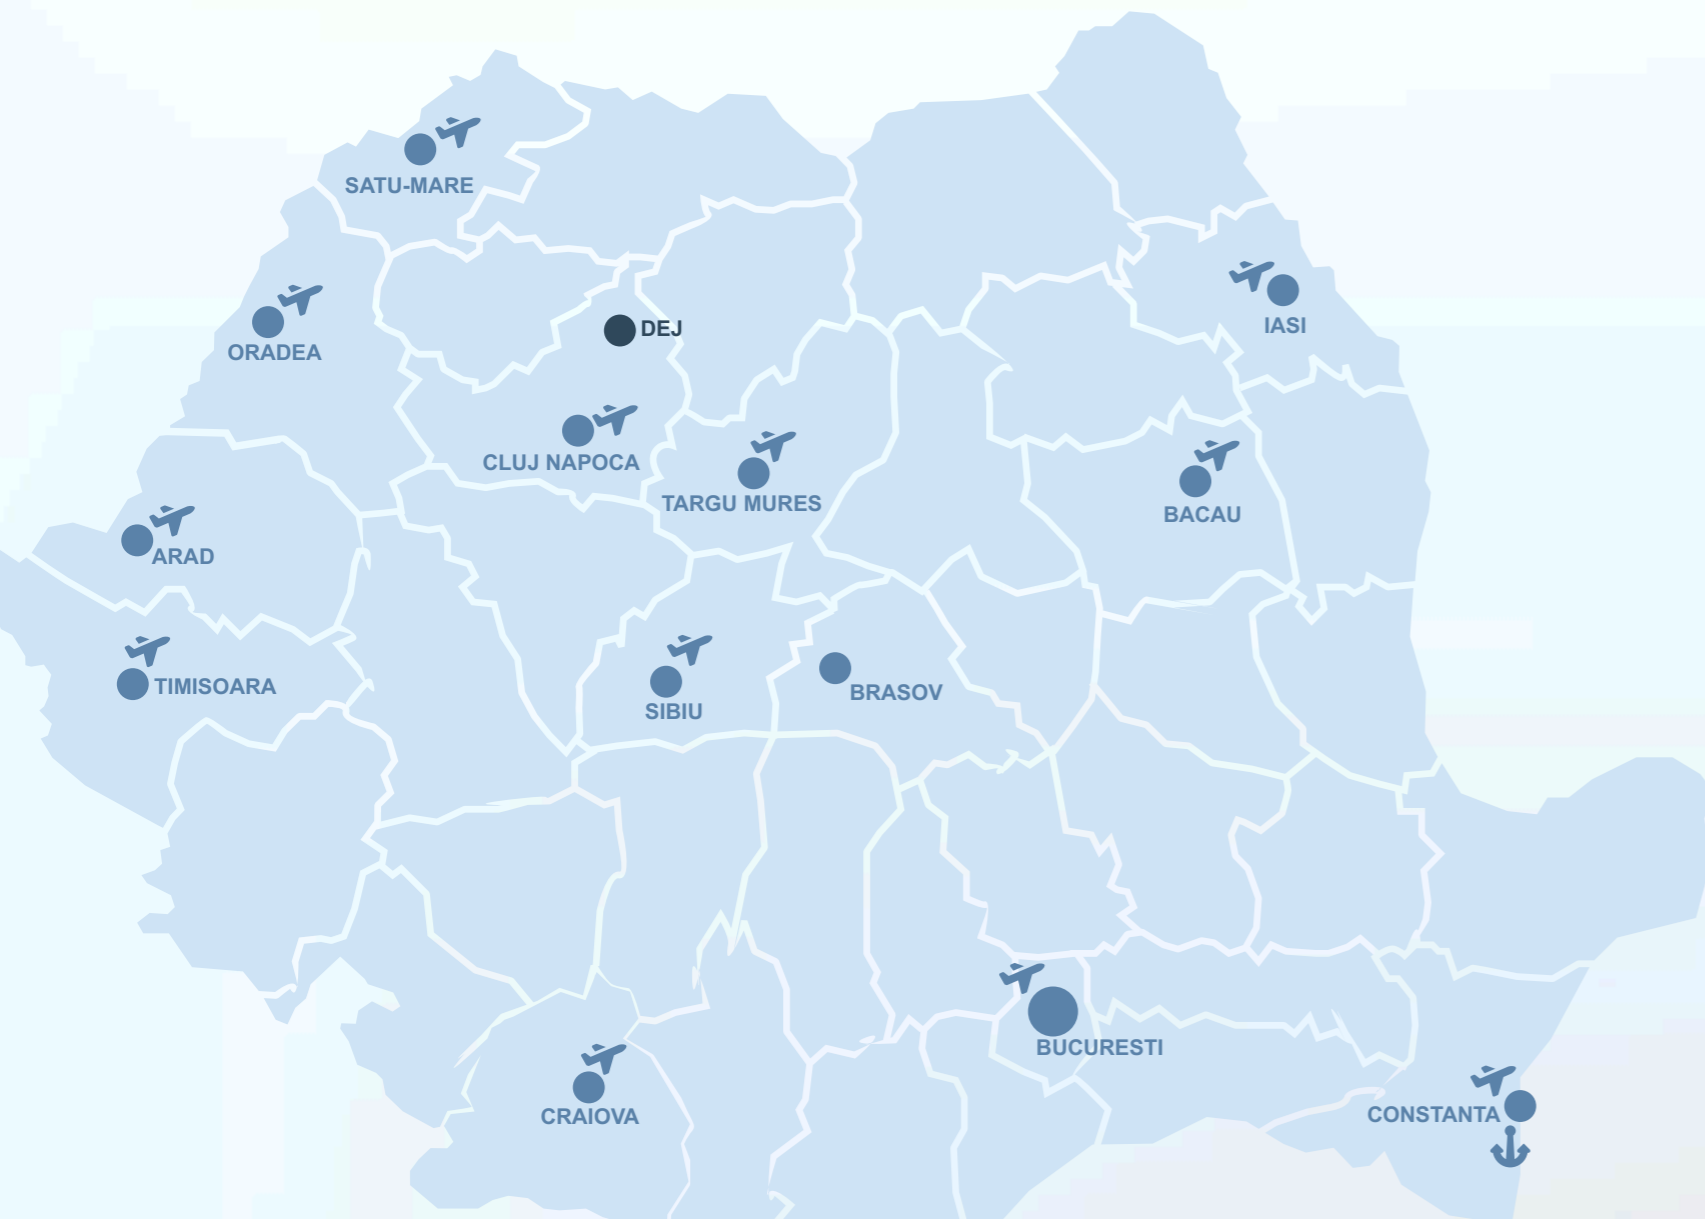 SATU-MARE
IASI
DEJ
ORADEA
CLUJ NAPOCA
TARGU MURES
BACAU
ARAD
TIMISOARA
BRASOV
SIBIU
BUCURESTI
CONSTANTA
CRAIOVA